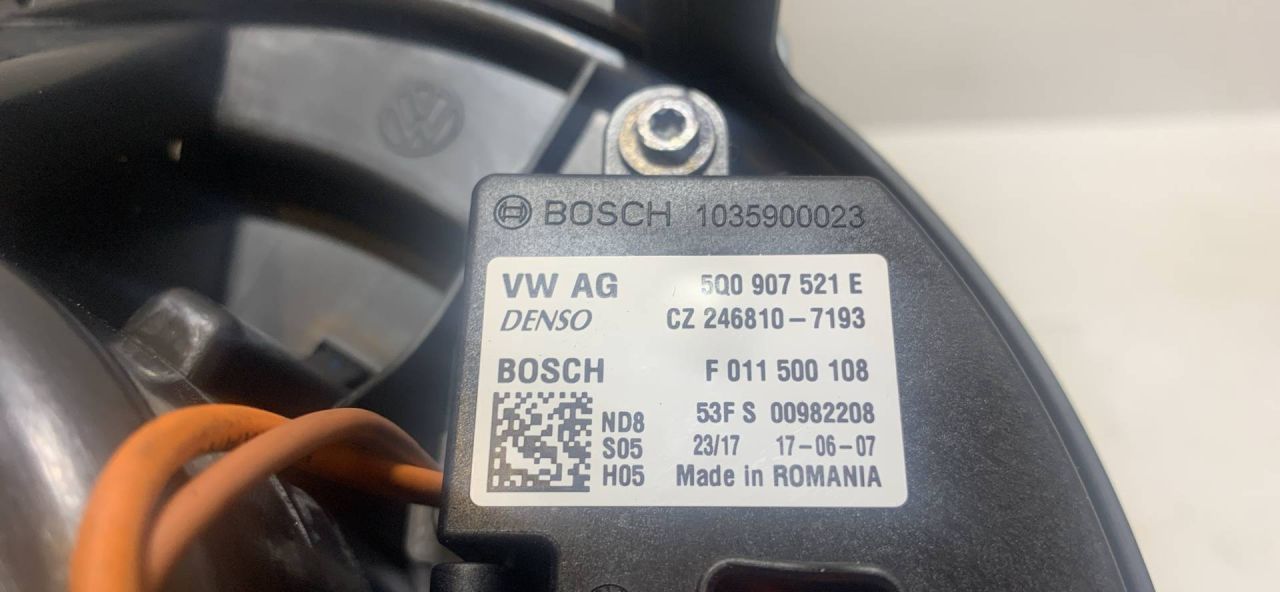 BOSCH 1035900023
VW AG 5Q0 907 521 E
DENSO CZ 246810-7193
BOSCH F 011 500 108
ND8 53F S 00982208
S05 23/17 17-06-07
H05 Made in ROMANIA